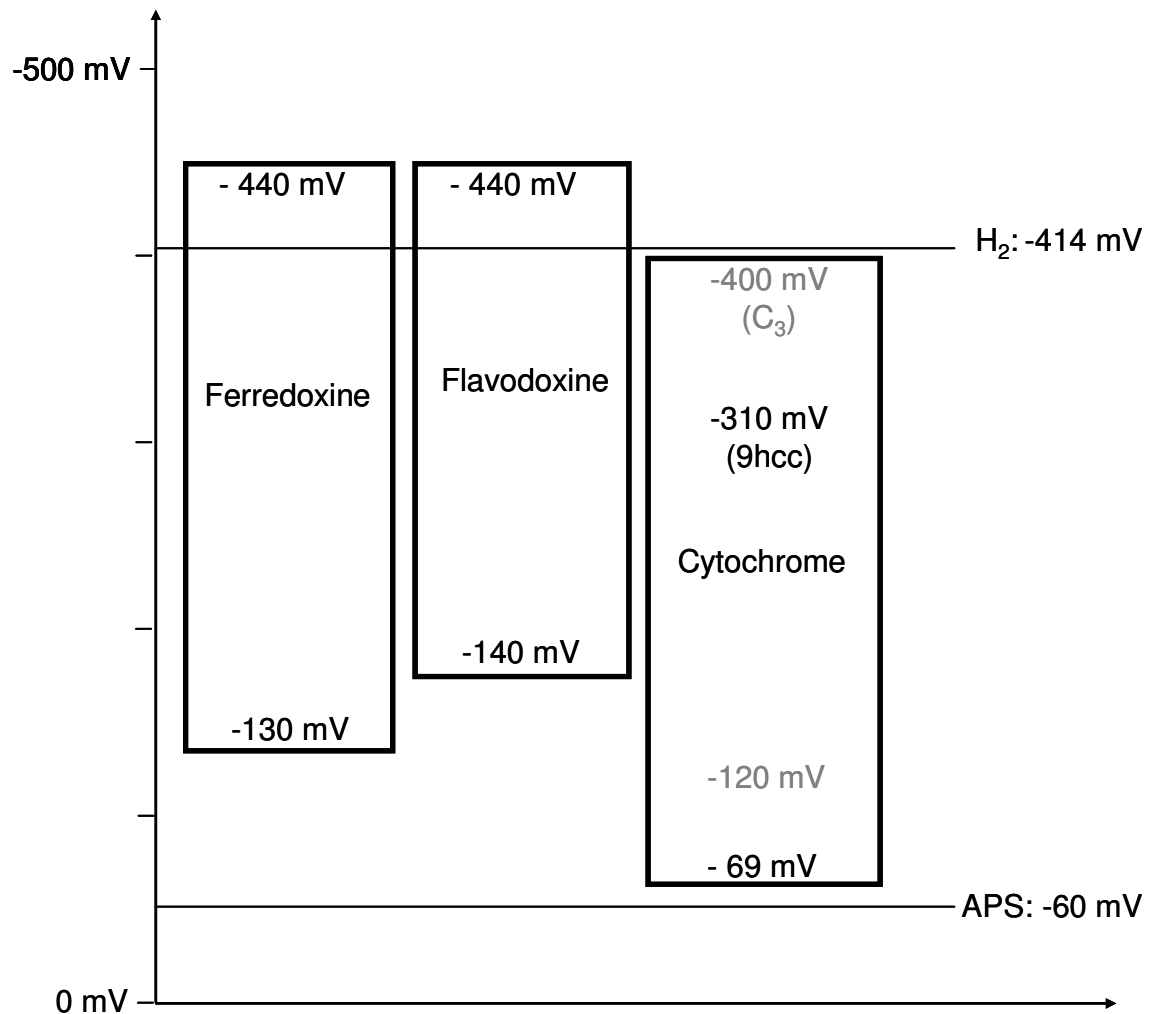 -500 mV
- 440 mV
- 440 mV
H₂: -414 mV
-400 mV
(C₃)
Ferredoxine
Flavodoxine
-310 mV
(9hcc)
Cytochrome
-140 mV
-130 mV
-120 mV
- 69 mV
APS: -60 mV
0 mV